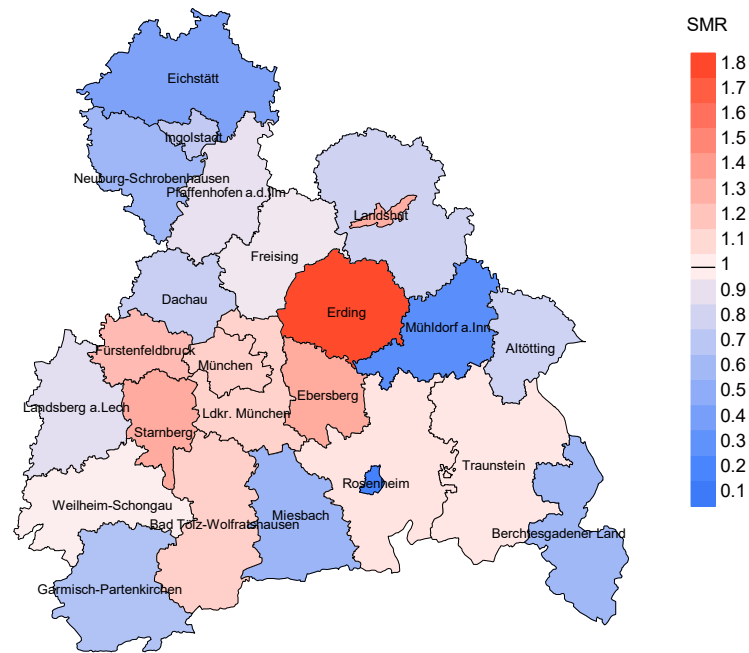 SMR
1.8
1.7
1.6
1.5
1.4
1.3
1.2
1.1
1
0.9
0.8
0.7
0.6
0.5
0.4
0.3
0.2
0.1
Eichstätt
Ingolstadt
Neuburg-Schrobenhausen
Pfaffenhofen a.d.Ilm
Landshut
Freising
Dachau
Erding
Mühldorf a.Inn
Altötting
Fürstenfeldbruck
München
Ebersberg
Landsberg a.Lech
Ldkr. München
Starnberg
Traunstein
Rosenheim
Weilheim-Schongau
Miesbach
Bad Tölz-Wolfratshausen
Berchtesgadener Land
Garmisch-Partenkirchen